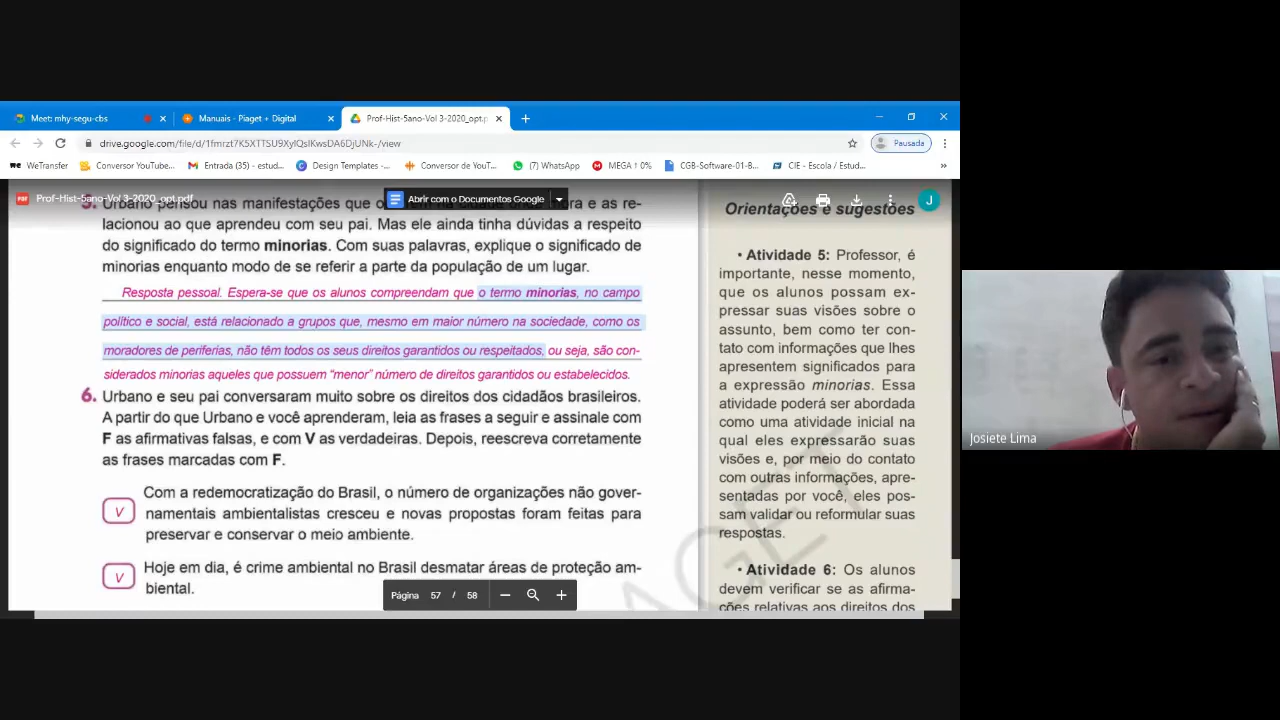 Meet: mhy-segu-cbs
Manuais - Piaget + Digital
Prof-Hist-5ano-Vol 3-2020_opt.p
drive.google.com/file/d/1fmrzt7K5XTTSU9XyIQsIKwsDA6DjUNk-/view
Pausada
WeTransfer
Conversor YouTube...
Entrada (35) - estud...
Design Templates -...
Conversor de YouT...
(7) WhatsApp
MEGA 10%
CGB-Software-01-B...
CIE - Escola / Estud...
Prof-Hist-5ano-Vol 3-2020_opt.pdf
Abrir com o Documentos Google
J
5. Urbano pensou nas manifestações que o e as re-
lacionou ao que aprendeu com seu pai. Mas ele ainda tinha dúvidas a respeito
do significado do termo minorias. Com suas palavras, explique o significado de
minorias enquanto modo de se referir a parte da população de um lugar.
Resposta pessoal. Espera-se que os alunos compreendam que o termo minorias, no campo
político e social, está relacionado a grupos que, mesmo em maior número na sociedade, como os
moradores de periferias, não têm todos os seus direitos garantidos ou respeitados, ou seja, são con-
siderados minorias aqueles que possuem "menor" número de direitos garantidos ou estabelecidos.
6. Urbano e seu pai conversaram muito sobre os direitos dos cidadãos brasileiros.
A partir do que Urbano e você aprenderam, leia as frases a seguir e assinale com
F as afirmativas falsas, e com V as verdadeiras. Depois, reescreva corretamente
as frases marcadas com F.
V
Com a redemocratização do Brasil, o número de organizações não gover-
namentais ambientalistas cresceu e novas propostas foram feitas para
preservar e conservar o meio ambiente.
V
Hoje em dia, é crime ambiental no Brasil desmatar áreas de proteção am-
biental.
Página 57 / 58
Orientações e sugestões
• Atividade 5: Professor, é
importante, nesse momento,
que os alunos possam ex-
pressar suas visões sobre o
assunto, bem como ter con-
tato com informações que lhes
apresentem significados para
a expressão minorias. Essa
atividade poderá ser abordada
como uma atividade inicial na
qual eles expressarão suas
visões e, por meio do contato
com outras informações, apre-
sentadas por você, eles pos-
sam validar ou reformular suas
respostas.
• Atividade 6: Os alunos
devem verificar se as afirma-
ções relativas aos direitos dos
Josiete Lima